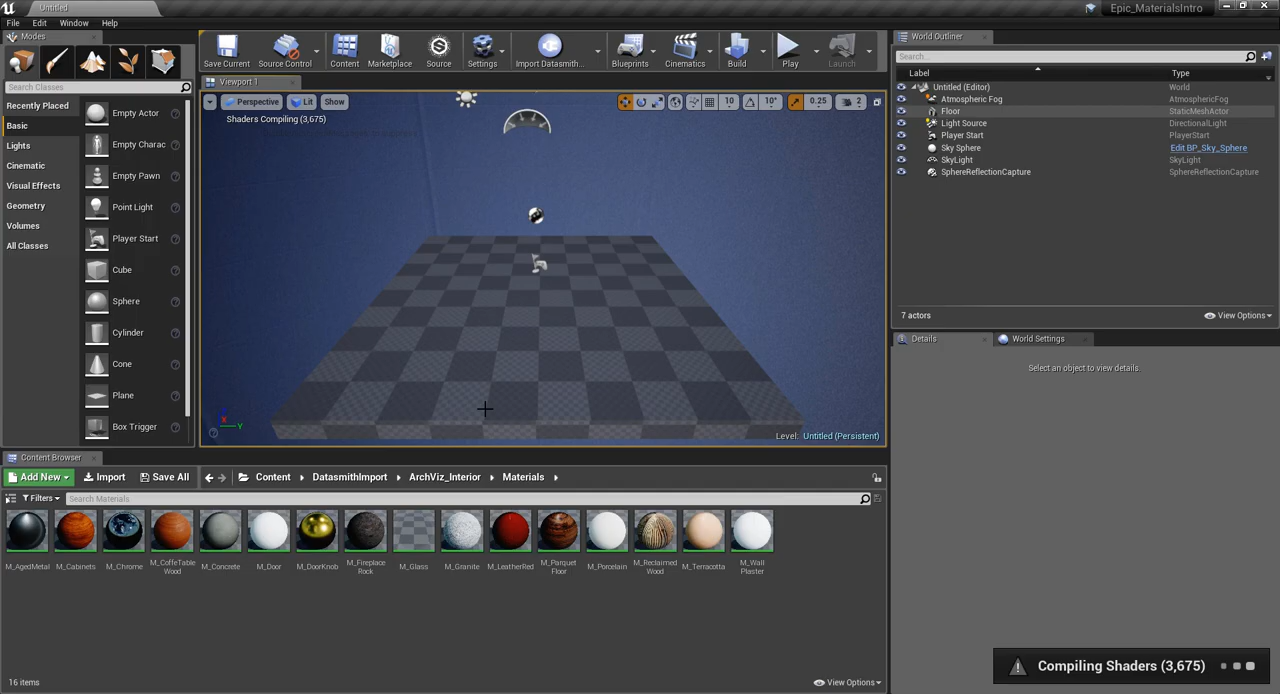 Untitled
Epic_MaterialsIntro
File Edit Window Help
Modes
Search Classes
Recently Placed
Basic
Lights
Cinematic
Visual Effects
Geometry
Volumes
All Classes
Empty Actor
Empty Charac
Empty Pawn
Point Light
Player Start
Cube
Sphere
Cylinder
Cone
Plane
Box Trigger
Save Current
Source Control
Content
Marketplace
Source
Settings
Import Datasmith...
Blueprints
Cinematics
Build
Play
Launch
Viewport 1
Perspective Lit Show
10 10° 0.25 2
Shaders Compiling (3,675)
X
Y
Level: Untitled (Persistent)
World Outliner
Search...
Label Type
Untitled (Editor) World
Atmospheric Fog AtmosphericFog
Floor StaticMeshActor
Light Source DirectionalLight
Player Start PlayerStart
Sky Sphere Edit BP_Sky_Sphere
SkyLight SkyLight
SphereReflectionCapture SphereReflectionCapture
7 actors View Options
Details World Settings
Select an object to view details.
Content Browser
Add New Import Save All Content DatasmithImport ArchViz_Interior Materials
Filters Search Materials
M_AgedMetal
M_Cabinets
M_Chrome
M_CoffeTable
Wood
M_Concrete
M_Door
M_DoorKnob
M_Fireplace
Rock
M_Glass
M_Granite
M_LeatherRed
M_Parquet
Floor
M_Porcelain
M_Reclaimed
Wood
M_Terracotta
M_Wall
Plaster
16 items View Options
Compiling Shaders (3,675)